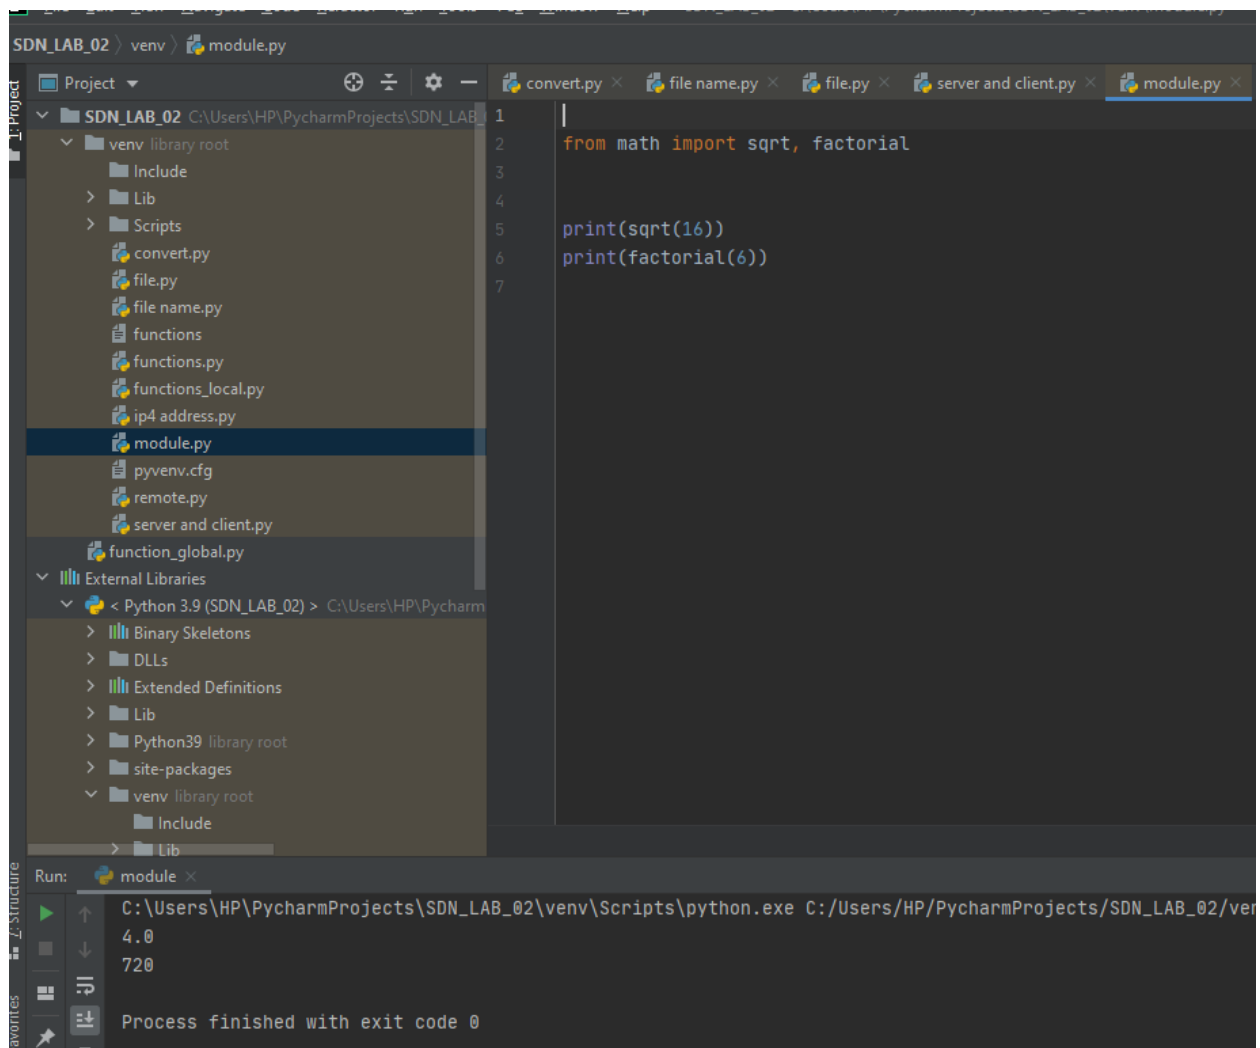 SDN_LAB_02 venv module.py
1: Project
Project
convert.py file name.py file.py server and client.py module.py
SDN_LAB_02 C:\Users\HP\PycharmProjects\SDN_LAB_
venv library root
Include
Lib
Scripts
convert.py
file.py
file name.py
functions
functions.py
functions_local.py
ip4 address.py
module.py
pyvenv.cfg
remote.py
server and client.py
function_global.py
External Libraries
< Python 3.9 (SDN_LAB_02) > C:\Users\HP\Pycharm
Binary Skeletons
DLLs
Extended Definitions
Lib
Python39 library root
site-packages
venv library root
Include
Lib
1
2 from math import sqrt, factorial
3
4
5 print(sqrt(16))
6 print(factorial(6))
7
Z: Structure
avorites
Run: module
C:\Users\HP\PycharmProjects\SDN_LAB_02\venv\Scripts\python.exe C:/Users/HP/PycharmProjects/SDN_LAB_02/ven
4.0
720
Process finished with exit code 0